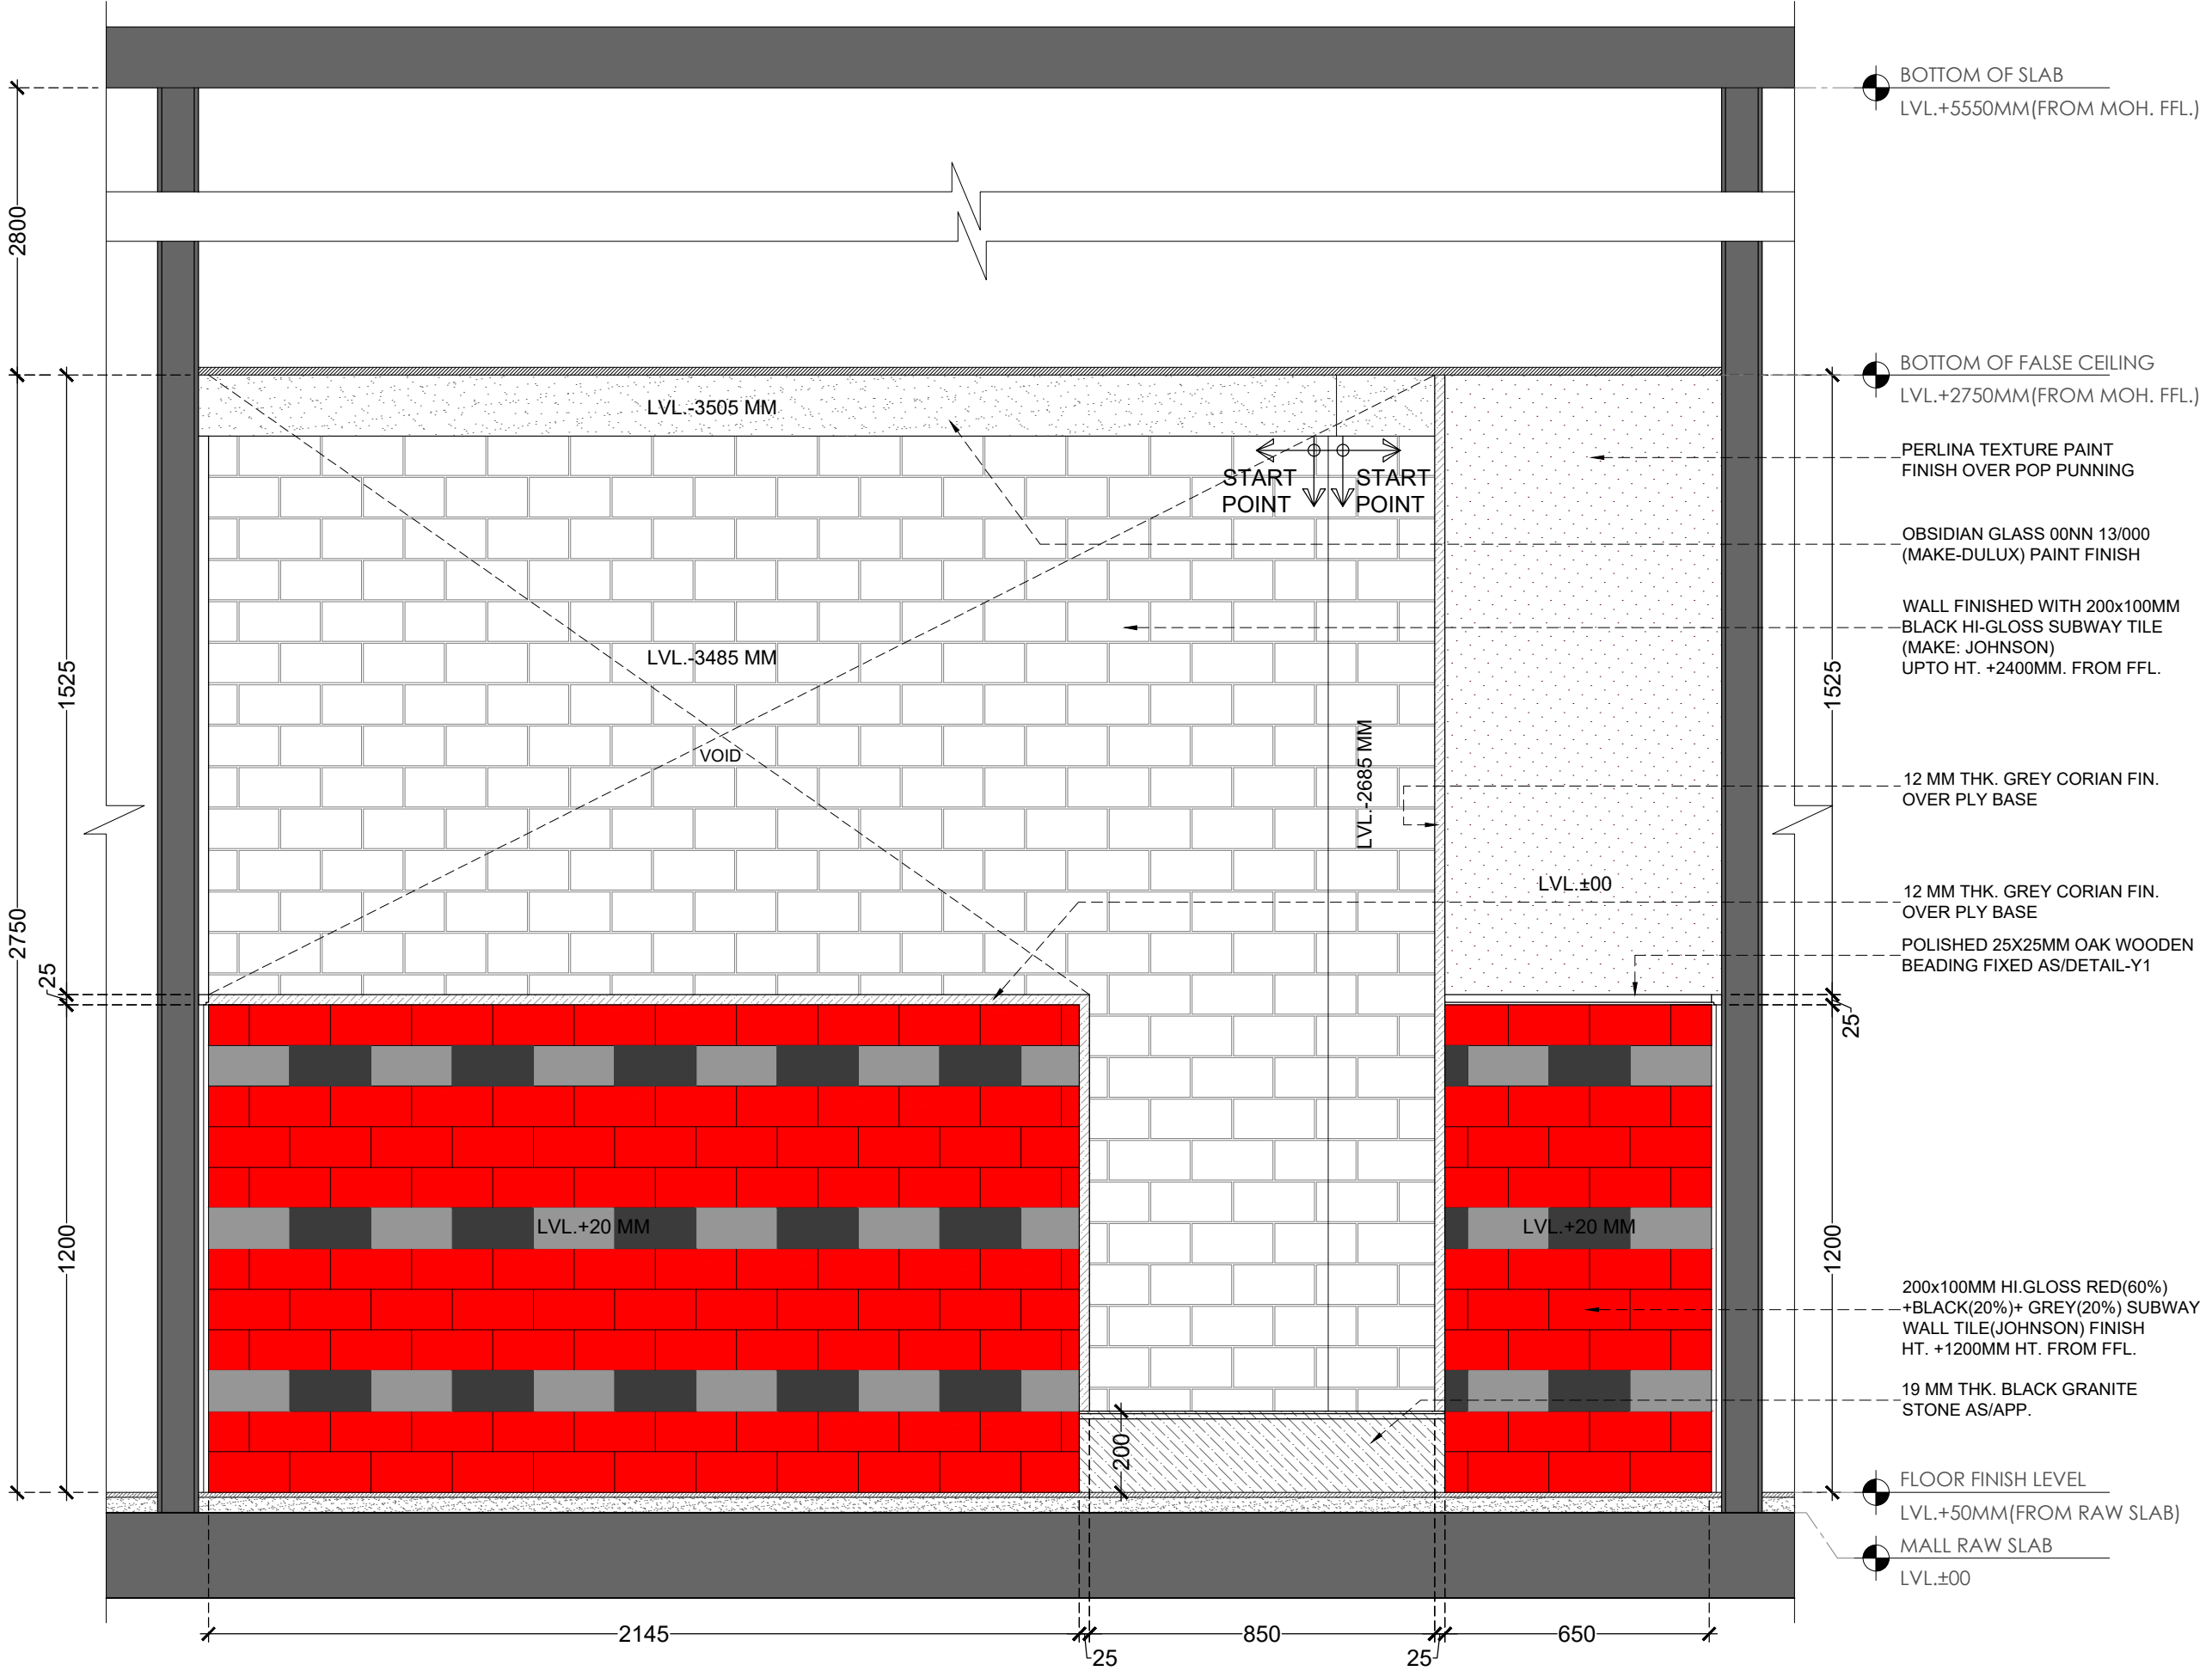 BOTTOM OF SLAB
LVL.+5550MM(FROM MOH. FFL.)
2800
BOTTOM OF FALSE CEILING
LVL.+2750MM(FROM MOH. FFL.)
LVL.-3505 MM
START
POINT
START
POINT
PERLINA TEXTURE PAINT
FINISH OVER POP PUNNING
OBSIDIAN GLASS 00NN 13/000
(MAKE-DULUX) PAINT FINISH
WALL FINISHED WITH 200x100MM
BLACK HI-GLOSS SUBWAY TILE
(MAKE: JOHNSON)
UPTO HT. +2400MM. FROM FFL.
1525
LVL.-3485 MM
1525
VOID
LVL.-2685 MM
12 MM THK. GREY CORIAN FIN.
OVER PLY BASE
LVL.±00
12 MM THK. GREY CORIAN FIN.
OVER PLY BASE
2750
25
POLISHED 25X25MM OAK WOODEN
BEADING FIXED AS/DETAIL-Y1
25
1200
LVL.+20 MM
LVL.+20 MM
1200
200x100MM HI.GLOSS RED(60%)
+BLACK(20%)+ GREY(20%) SUBWAY
WALL TILE(JOHNSON) FINISH
HT. +1200MM HT. FROM FFL.
19 MM THK. BLACK GRANITE
STONE AS/APP.
200
FLOOR FINISH LEVEL
LVL.+50MM(FROM RAW SLAB)
MALL RAW SLAB
LVL.±00
2145
25
850
25
650